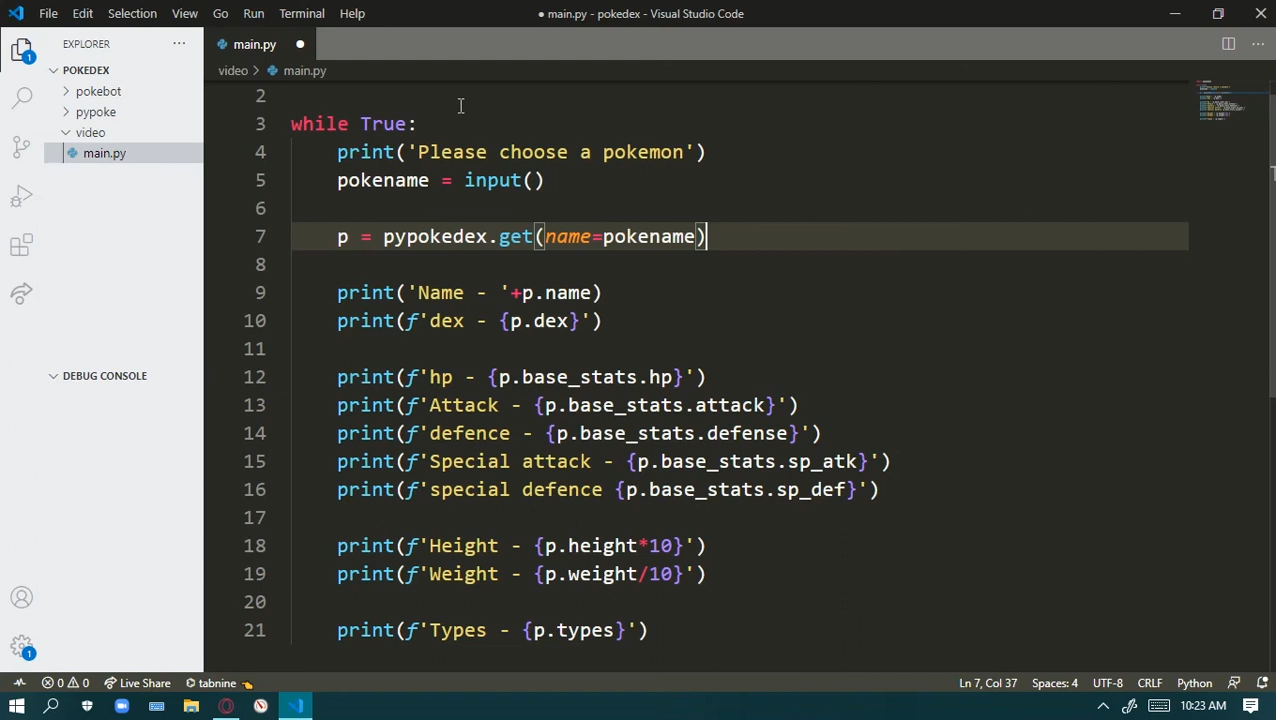 File Edit Selection View Go Run Terminal Help ● main.py - pokedex - Visual Studio Code
EXPLORER ...
main.py ●
POKEDEX
video > main.py
> pokebot
> pypoke
video
main.py
DEBUG CONSOLE
2
3 while True:
4 print('Please choose a pokemon')
5 pokename = input()
6
7 p = pypokedex.get(name=pokename)
8
9 print('Name - '+p.name)
10 print(f'dex - {p.dex}')
11
12 print(f'hp - {p.base_stats.hp}')
13 print(f'Attack - {p.base_stats.attack}')
14 print(f'defence - {p.base_stats.defense}')
15 print(f'Special attack - {p.base_stats.sp_atk}')
16 print(f'special defence {p.base_stats.sp_def}')
17
18 print(f'Height - {p.height*10}')
19 print(f'Weight - {p.weight/10}')
20
21 print(f'Types - {p.types}')
1
1
0 0 Live Share tabnine Ln 7, Col 37 Spaces: 4 UTF-8 CRLF Python
10:23 AM